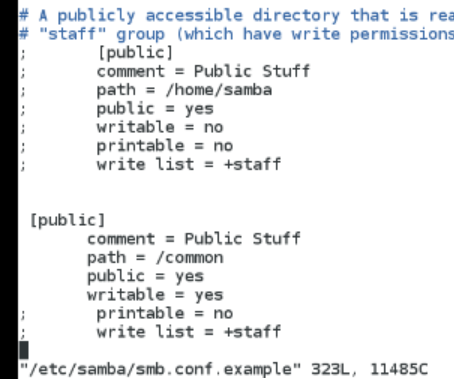 # A publicly accessible directory that is rea
# "staff" group (which have write permissions
; [public]
; comment = Public Stuff
; path = /home/samba
; public = yes
; writable = no
; printable = no
; write list = +staff
[public]
comment = Public Stuff
path = /common
public = yes
writable = yes
; printable = no
; write list = +staff
"/etc/samba/smb.conf.example" 323L, 11485C